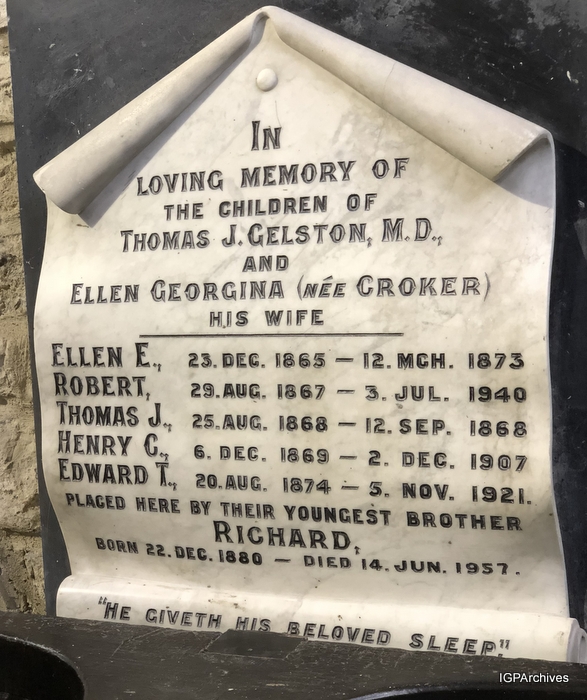 IN
LOVING MEMORY OF
THE CHILDREN OF
THOMAS J. GELSTON, M.D.,
AND
ELLEN GEORGINA (NÉE CROKER)
HIS WIFE
ELLEN E., 23. DEC. 1865 — 12. MCH. 1873
ROBERT, 29. AUG. 1867 — 3. JUL. 1940
THOMAS J., 25. AUG. 1868 — 12. SEP. 1868
HENRY C., 6. DEC. 1869 — 2. DEC. 1907
EDWARD T., 20. AUG. 1874 — 5. NOV. 1921.
PLACED HERE BY THEIR YOUNGEST BROTHER
RICHARD,
BORN 22. DEC. 1880 — DIED 14. JUN. 1957.
"HE GIVETH HIS BELOVED SLEEP."
IGPArchives